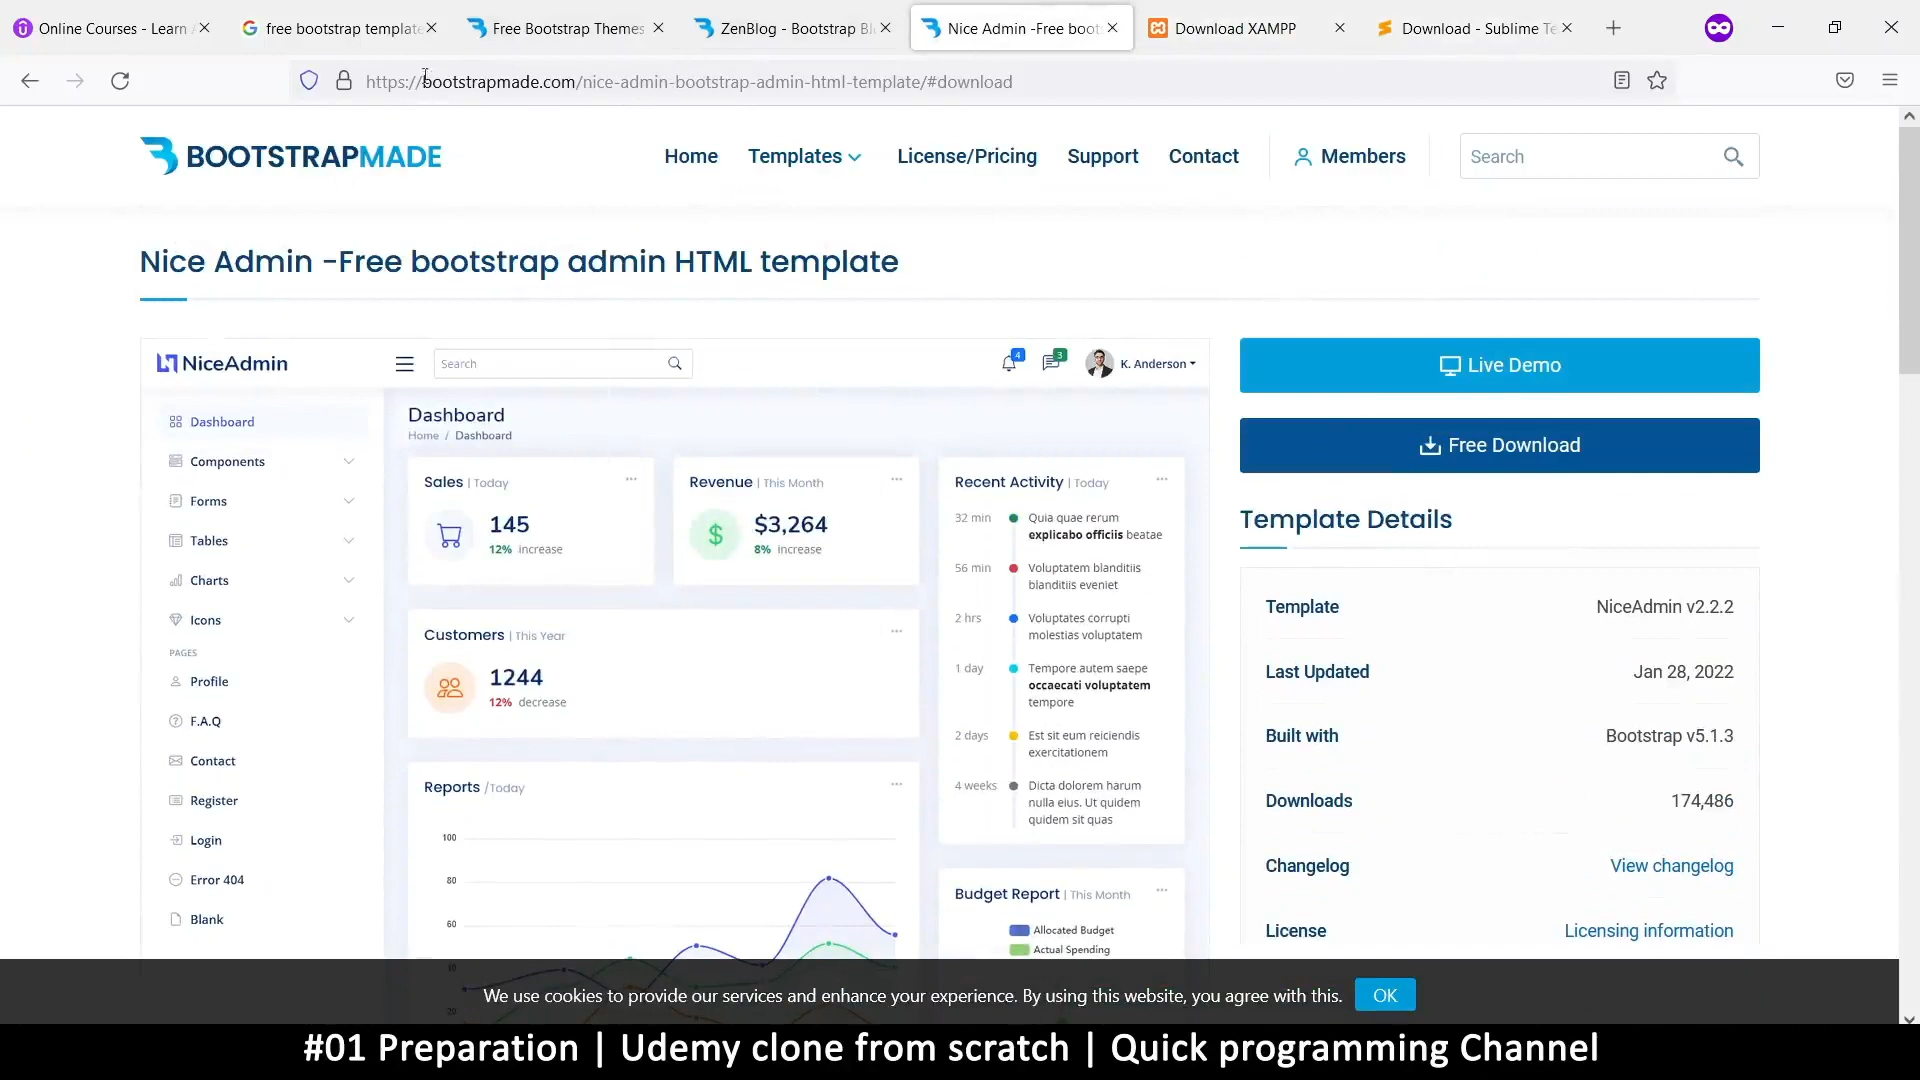 Online Courses - Learn
free bootstrap template
Free Bootstrap Themes
ZenBlog - Bootstrap Bl
Nice Admin -Free boot
Download XAMPP
Download - Sublime Te
https://bootstrapmade.com/nice-admin-bootstrap-admin-html-template/#download
BOOTSTRAPMADE
Home
Templates
License/Pricing
Support
Contact
Members
Search
Nice Admin -Free bootstrap admin HTML template
NiceAdmin
Search
4
3
K. Anderson
Dashboard
Components
Forms
Tables
Charts
Icons
PAGES
Profile
F.A.Q
Contact
Register
Login
Error 404
Blank
Dashboard
Home / Dashboard
Sales | Today
145
12% increase
Revenue | This Month
$3,264
8% increase
Customers | This Year
1244
12% decrease
Reports /Today
100
80
60
40
20
Recent Activity | Today
32 min Quia quae rerum
explicabo officiis beatae
56 min Voluptatem blanditiis
blanditiis eveniet
2 hrs Voluptates corrupti
molestias voluptatem
1 day Tempore autem saepe
occaecati voluptatem
tempore
2 days Est sit eum reiciendis
exercitationem
4 weeks Dicta dolorem harum
nulla eius. Ut quidem
quidem sit quas
Budget Report | This Month
Allocated Budget
Actual Spending
Live Demo
Free Download
Template Details
Template NiceAdmin v2.2.2
Last Updated Jan 28, 2022
Built with Bootstrap v5.1.3
Downloads 174,486
Changelog View changelog
License Licensing information
We use cookies to provide our services and enhance your experience. By using this website, you agree with this.
OK
#01 Preparation | Udemy clone from scratch | Quick programming Channel